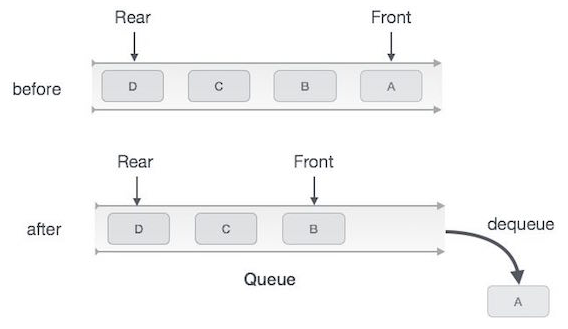 Rear Front
before D C B A
Rear Front
after D C B
dequeue
Queue
A